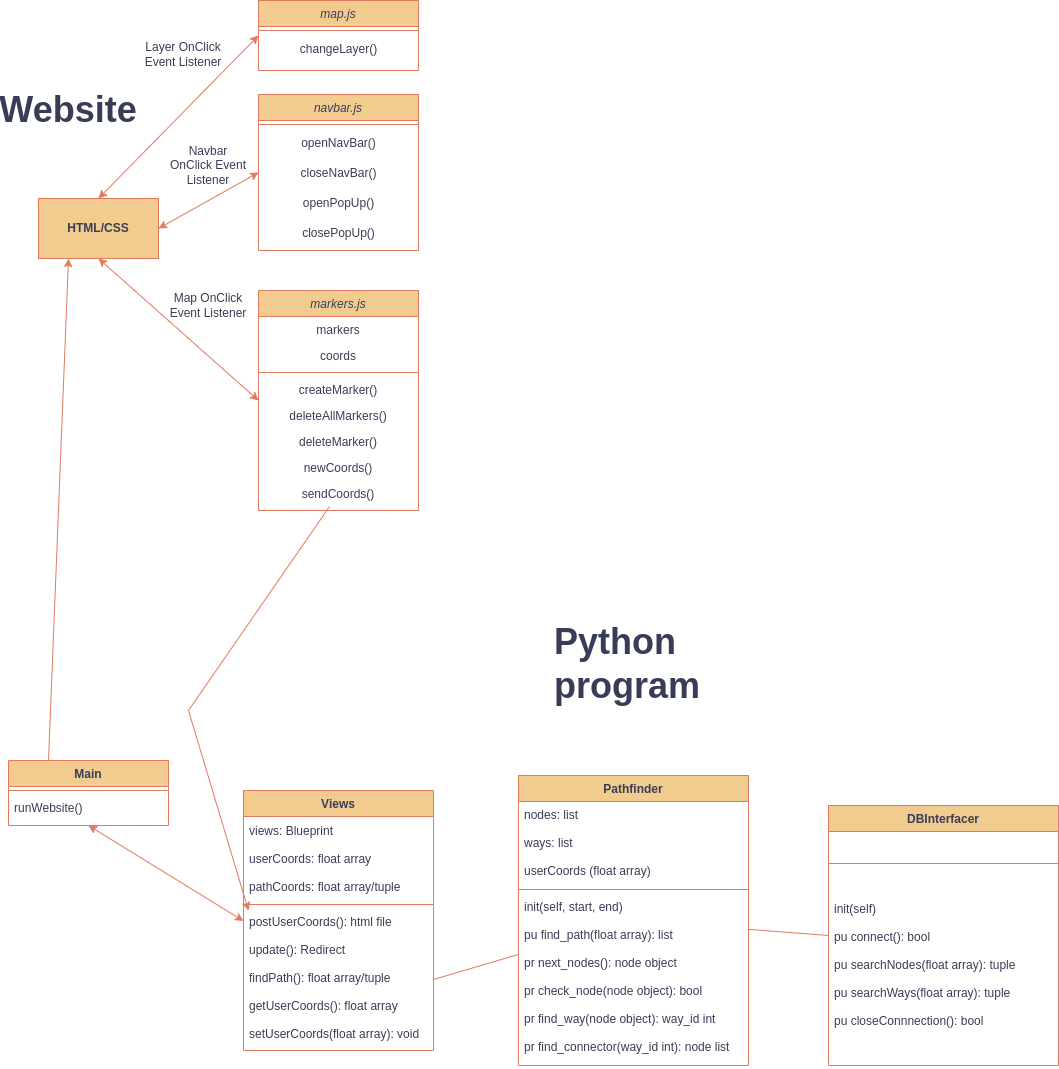 map.js
changeLayer()
Layer OnClick
Event Listener
Website
navbar.js
openNavBar()
closeNavBar()
openPopUp()
closePopUp()
Navbar
OnClick Event
Listener
HTML/CSS
Map OnClick
Event Listener
markers.js
markers
coords
createMarker()
deleteAllMarkers()
deleteMarker()
newCoords()
sendCoords()
Python
program
Main
runWebsite()
Views
views: Blueprint
userCoords: float array
pathCoords: float array/tuple
postUserCoords(): html file
update(): Redirect
findPath(): float array/tuple
getUserCoords(): float array
setUserCoords(float array): void
Pathfinder
nodes: list
ways: list
userCoords (float array)
init(self, start, end)
pu find_path(float array): list
pr next_nodes(): node object
pr check_node(node object): bool
pr find_way(node object): way_id int
pr find_connector(way_id int): node list
DBInterfacer
init(self)
pu connect(): bool
pu searchNodes(float array): tuple
pu searchWays(float array): tuple
pu closeConnnection(): bool